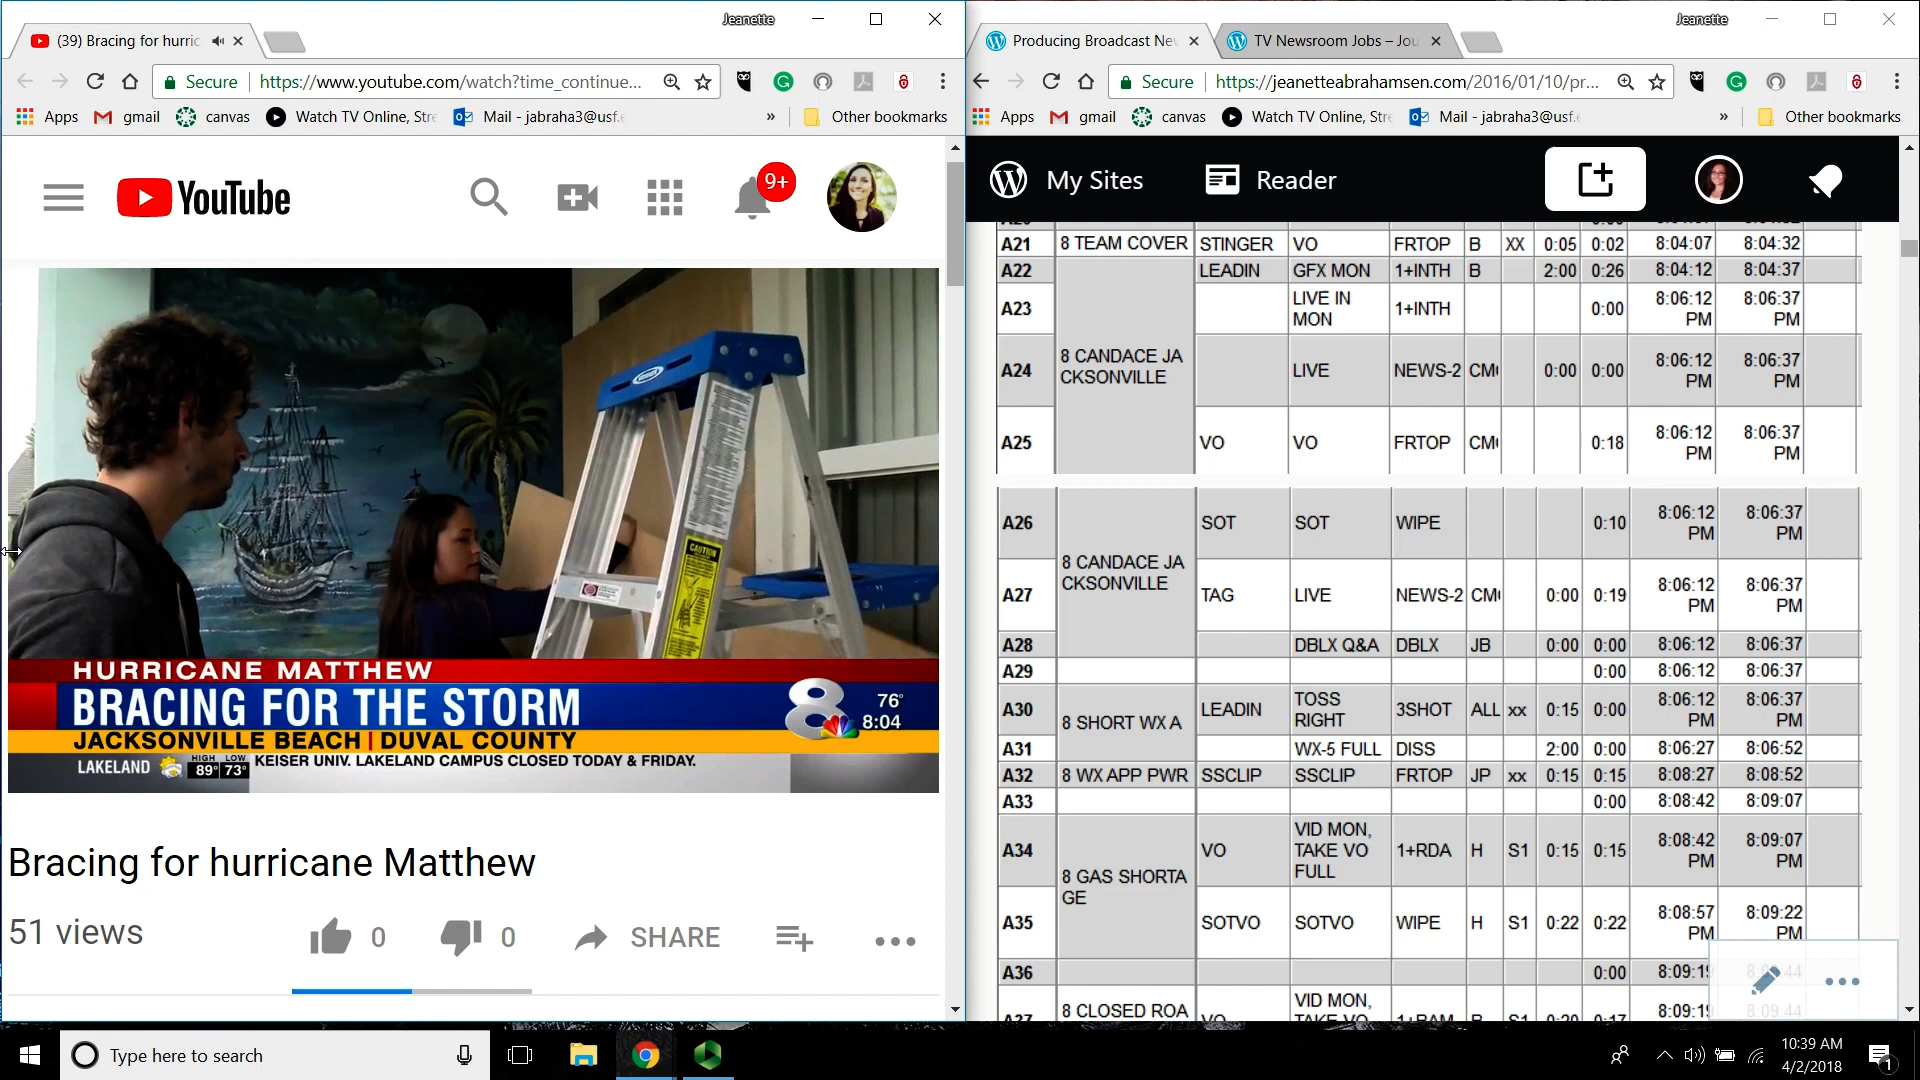 Jeanette
(39) Bracing for hurric
Secure
https://www.youtube.com/watch?time_continue...
Apps
gmail
canvas
Watch TV Online, Stre
Mail - jabraha3@usf.e
»
Other bookmarks
YouTube
9+
CAUTION
HURRICANE MATTHEW
BRACING FOR THE STORM
JACKSONVILLE BEACH | DUVAL COUNTY
8
76°
8:04
LAKELAND
HIGH LOW
89° 73°
KEISER UNIV. LAKELAND CAMPUS CLOSED TODAY & FRIDAY.
Bracing for hurricane Matthew
51 views
0
0
SHARE
Jeanette
Producing Broadcast Nev
TV Newsroom Jobs – Jou
Secure
https://jeanetteabrahamsen.com/2016/01/10/pr...
Apps
gmail
canvas
Watch TV Online, Stre
Mail - jabraha3@usf.e
»
Other bookmarks
My Sites
Reader
A21 8 TEAM COVER STINGER VO FRTOP B XX 0:05 0:02 8:04:07 8:04:32
A22 LEADIN GFX MON 1+INTH B 2:00 0:26 8:04:12 8:04:37
A23 LIVE IN MON 1+INTH 0:00 8:06:12 PM 8:06:37 PM
8 CANDACE JA
CKSONVILLE
A24 LIVE NEWS-2 CM 0:00 0:00 8:06:12 PM 8:06:37 PM
A25 VO VO FRTOP CM 0:18 8:06:12 PM 8:06:37 PM
A26 SOT SOT WIPE 0:10 8:06:12 PM 8:06:37 PM
8 CANDACE JA
CKSONVILLE
A27 TAG LIVE NEWS-2 CM 0:00 0:19 8:06:12 PM 8:06:37 PM
A28 DBLX Q&A DBLX JB 0:00 0:00 8:06:12 8:06:37
A29 0:00 8:06:12 8:06:37
A30 8 SHORT WX A LEADIN TOSS RIGHT 3SHOT ALL xx 0:15 0:00 8:06:12 PM 8:06:37 PM
A31 WX-5 FULL DISS 2:00 0:00 8:06:27 8:06:52
A32 8 WX APP PWR SSCLIP SSCLIP FRTOP JP xx 0:15 0:15 8:08:27 8:08:52
A33 0:00 8:08:42 8:09:07
A34 VO VID MON, TAKE VO FULL 1+RDA H S1 0:15 0:15 8:08:42 PM 8:09:07 PM
8 GAS SHORTA
GE
A35 SOTVO SOTVO WIPE H S1 0:22 0:22 8:08:57 PM 8:09:22 PM
A36 0:00 8:09:19
8 CLOSED ROA VID MON, 8:09:19
Type here to search
10:39 AM
4/2/2018
1